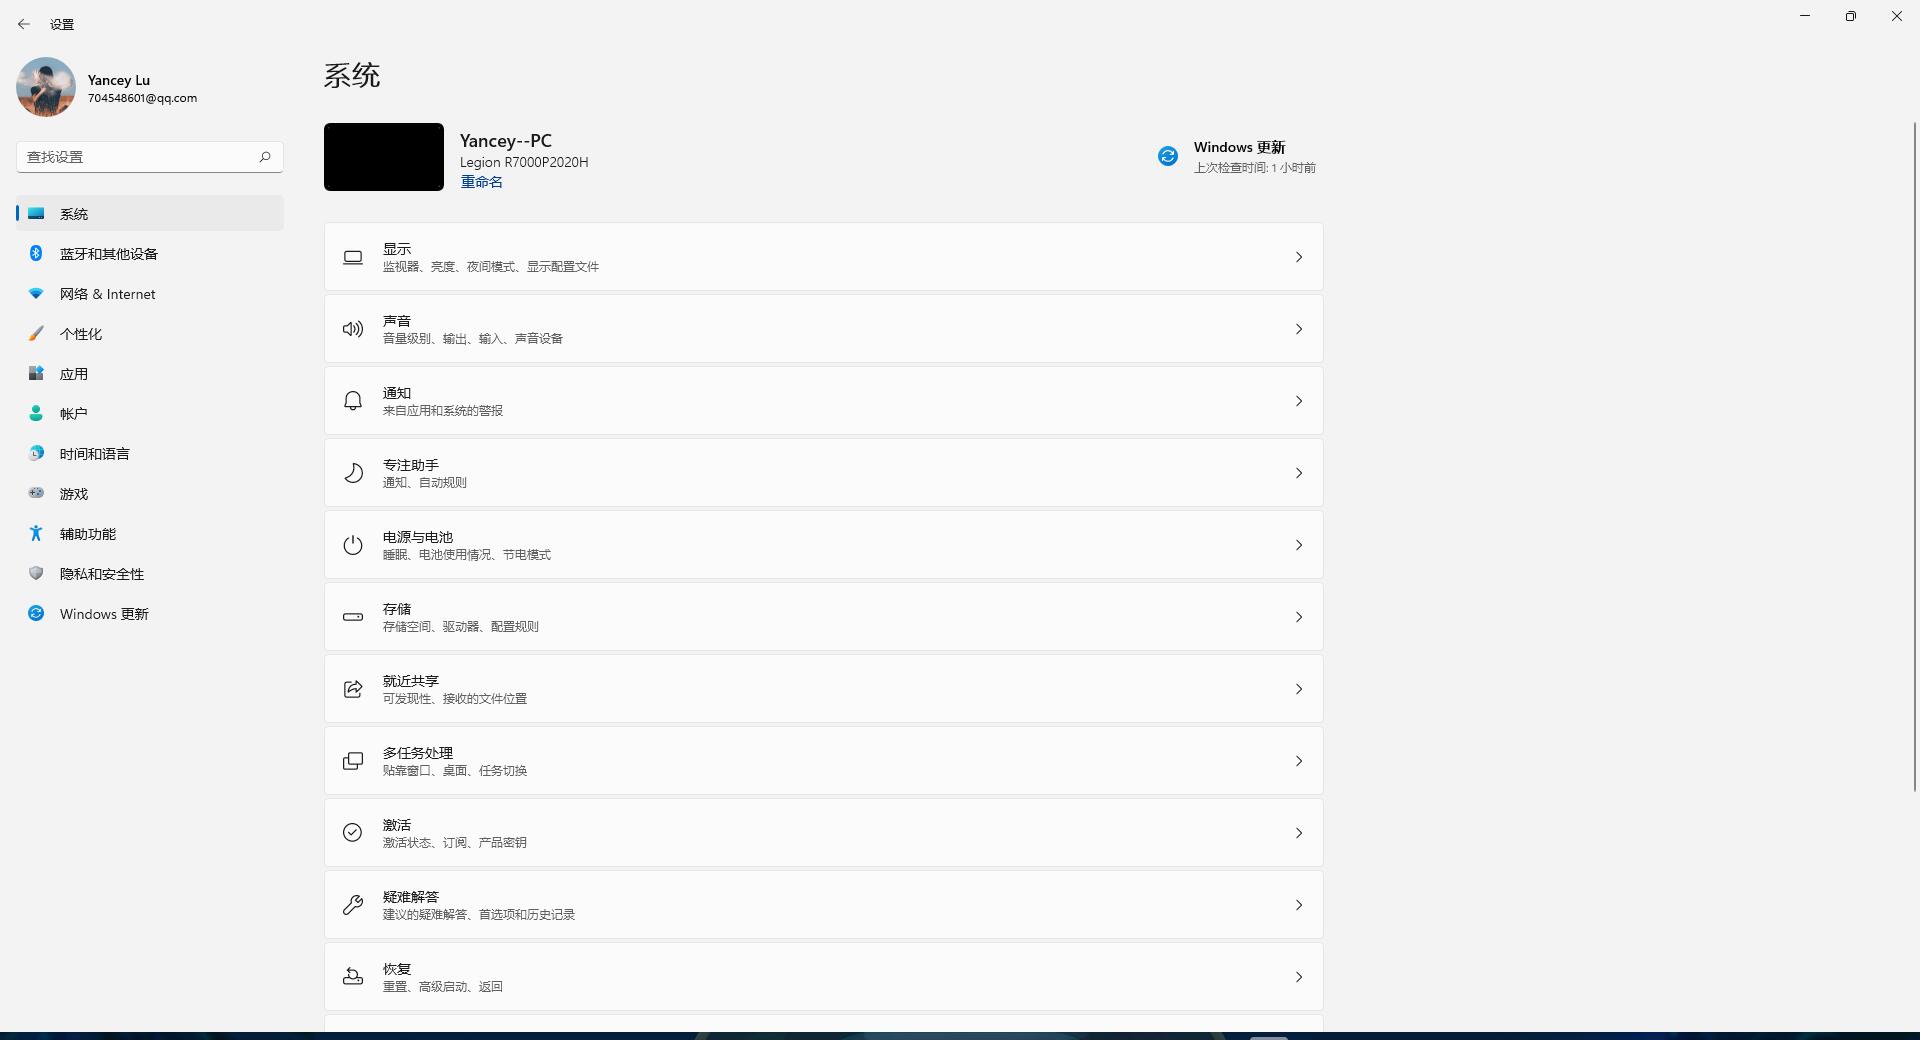 设置
Yancey Lu
704548601@qq.com
查找设置
系统
蓝牙和其他设备
网络 & Internet
个性化
应用
帐户
时间和语言
游戏
辅助功能
隐私和安全性
Windows 更新
系统
Yancey--PC
Legion R7000P2020H
重命名
Windows 更新
上次检查时间: 1 小时前
显示
监视器、亮度、夜间模式、显示配置文件
声音
音量级别、输出、输入、声音设备
通知
来自应用和系统的警报
专注助手
通知、自动规则
电源与电池
睡眠、电池使用情况、节电模式
存储
存储空间、驱动器、配置规则
就近共享
可发现性、接收的文件位置
多任务处理
贴靠窗口、桌面、任务切换
激活
激活状态、订阅、产品密钥
疑难解答
建议的疑难解答、首选项和历史记录
恢复
重置、高级启动、返回